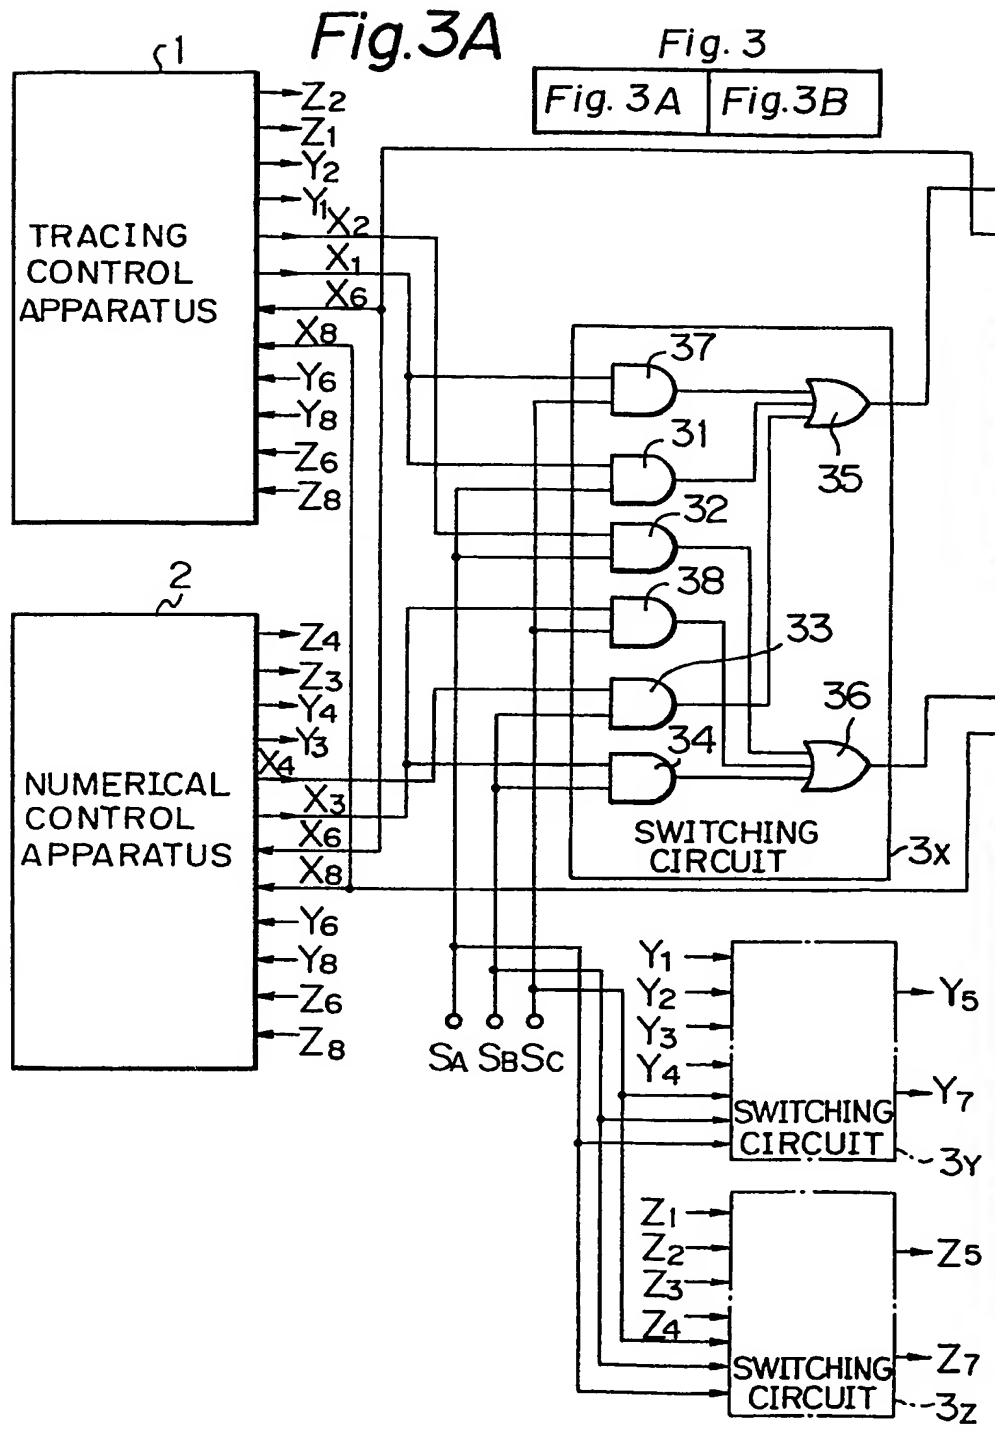 Fig.3A
Fig. 3
Fig. 3A
Fig.3B
1
Z2
Z1
Y2
Y1
X2
X1
X6
X8
Y6
Y8
Z6
Z8
TRACING
CONTROL
APPARATUS
37
31
32
38
33
34
35
36
SWITCHING
CIRCUIT
3X
2
Z4
Z3
Y4
Y3
X4
X3
X6
X8
Y6
Y8
Z6
Z8
NUMERICAL
CONTROL
APPARATUS
SA
SB
SC
Y1
Y2
Y3
Y4
Y5
Y7
SWITCHING
CIRCUIT
3Y
Z1
Z2
Z3
Z4
Z5
Z7
SWITCHING
CIRCUIT
3Z